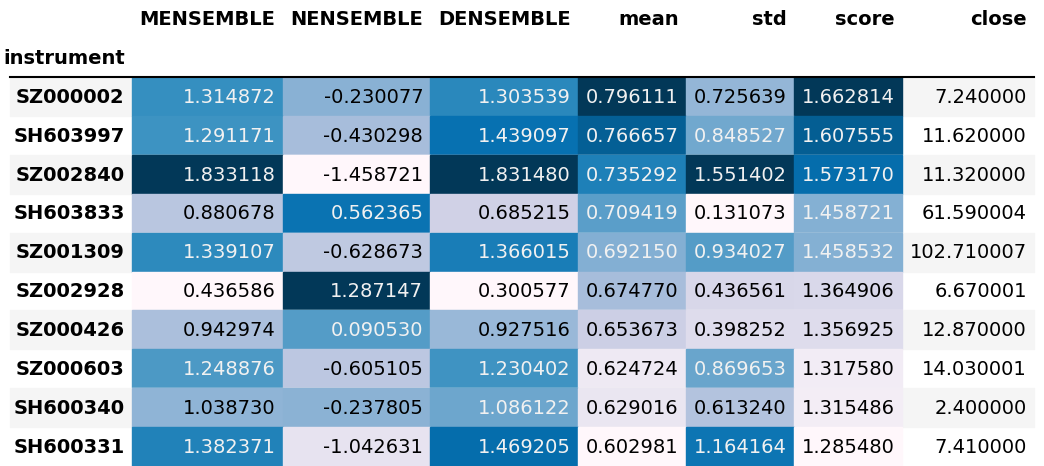 MENSEMBLE NENSEMBLE DENSEMBLE mean std score close
instrument
SZ000002 1.314872 -0.230077 1.303539 0.796111 0.725639 1.662814 7.240000
SH603997 1.291171 -0.430298 1.439097 0.766657 0.848527 1.607555 11.620000
SZ002840 1.833118 -1.458721 1.831480 0.735292 1.551402 1.573170 11.320000
SH603833 0.880678 0.562365 0.685215 0.709419 0.131073 1.458721 61.590004
SZ001309 1.339107 -0.628673 1.366015 0.692150 0.934027 1.458532 102.710007
SZ002928 0.436586 1.287147 0.300577 0.674770 0.436561 1.364906 6.670001
SZ000426 0.942974 0.090530 0.927516 0.653673 0.398252 1.356925 12.870000
SZ000603 1.248876 -0.605105 1.230402 0.624724 0.869653 1.317580 14.030001
SH600340 1.038730 -0.237805 1.086122 0.629016 0.613240 1.315486 2.400000
SH600331 1.382371 -1.042631 1.469205 0.602981 1.164164 1.285480 7.410000